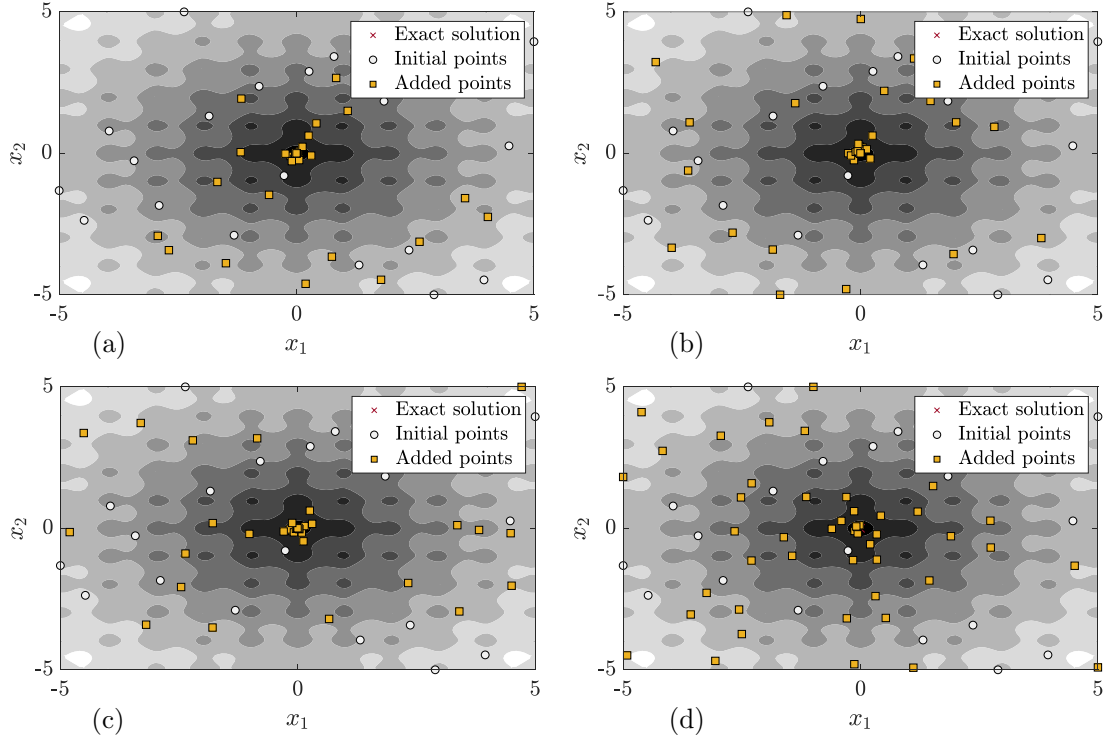 5
Exact solution
Initial points
Added points
x2
0
-5
-5
0
5
(a)
x1
5
Exact solution
Initial points
Added points
x2
0
-5
-5
0
5
(b)
x1
5
Exact solution
Initial points
Added points
x2
0
-5
-5
0
5
(c)
x1
5
Exact solution
Initial points
Added points
x2
0
-5
-5
0
5
(d)
x1